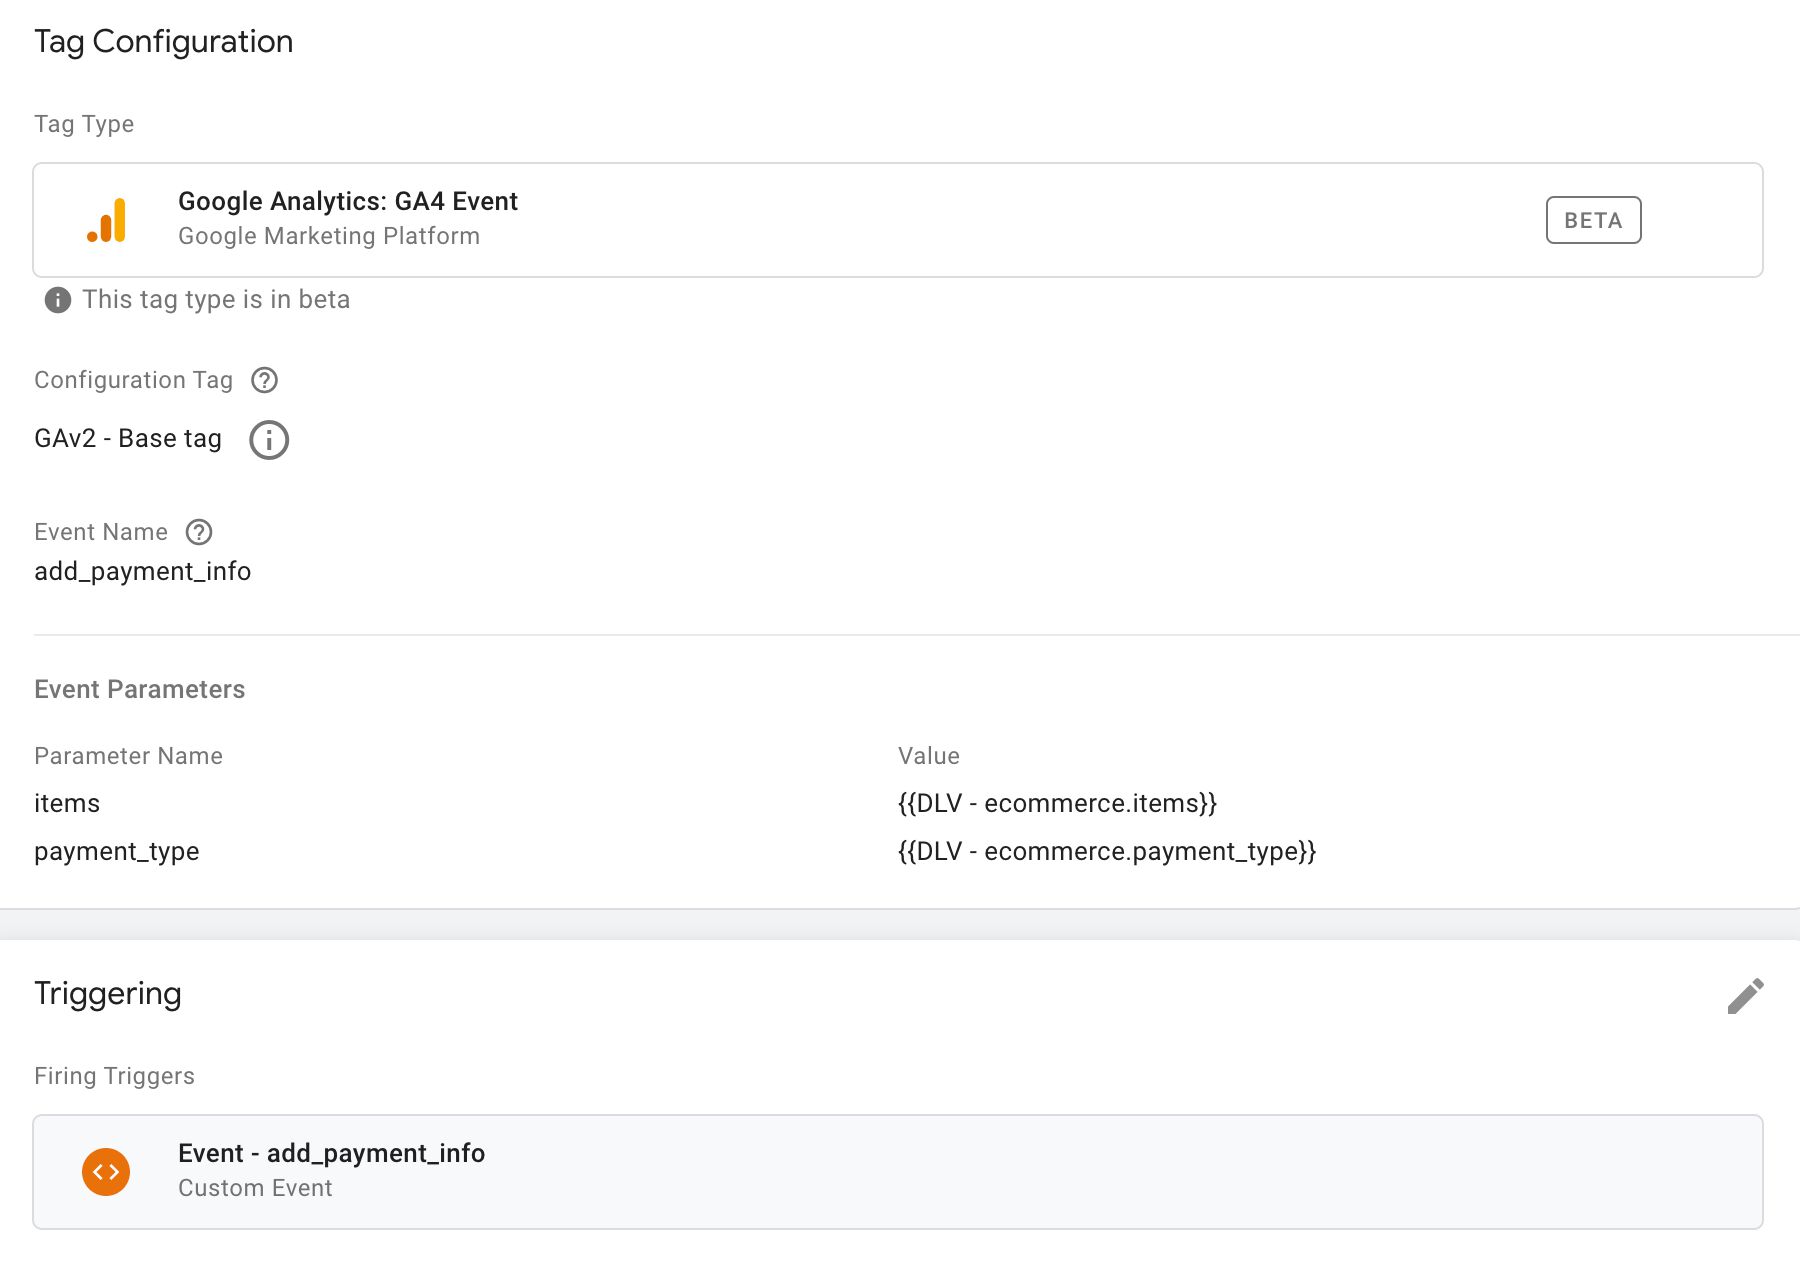 Tag Configuration
Tag Type
Google Analytics: GA4 Event
Google Marketing Platform
BETA
This tag type is in beta
Configuration Tag
GAv2 - Base tag
Event Name
add_payment_info
Event Parameters
Parameter Name Value
items {{DLV - ecommerce.items}}
payment_type {{DLV - ecommerce.payment_type}}
Triggering
Firing Triggers
Event - add_payment_info
Custom Event